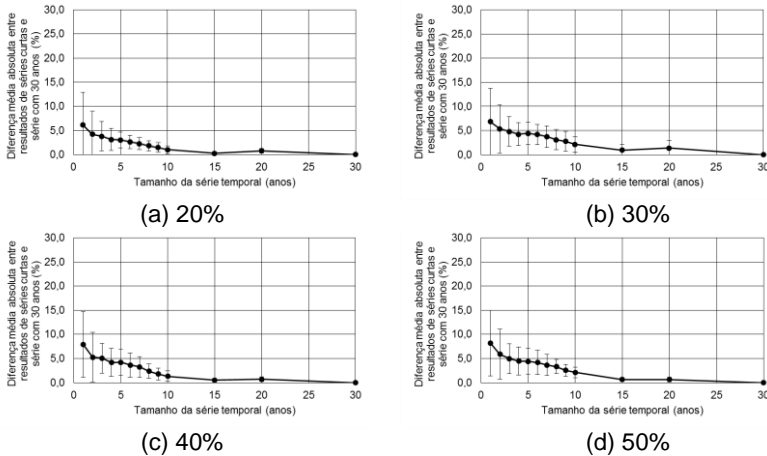 Diferença média absoluta entre
resultados de séries curtas e
série com 30 anos (%)
30,0
25,0
20,0
15,0
10,0
5,0
0,0
0 5 10 15 20 25 30
Tamanho da série temporal (anos)
(a) 20%
Diferença média absoluta entre
resultados de séries curtas e
série com 30 anos (%)
30,0
25,0
20,0
15,0
10,0
5,0
0,0
0 5 10 15 20 25 30
Tamanho da série temporal (anos)
(b) 30%
Diferença média absoluta entre
resultados de séries curtas e
série com 30 anos (%)
30,0
25,0
20,0
15,0
10,0
5,0
0,0
0 5 10 15 20 25 30
Tamanho da série temporal (anos)
(c) 40%
Diferença média absoluta entre
resultados de séries curtas e
série com 30 anos (%)
30,0
25,0
20,0
15,0
10,0
5,0
0,0
0 5 10 15 20 25 30
Tamanho da série temporal (anos)
(d) 50%